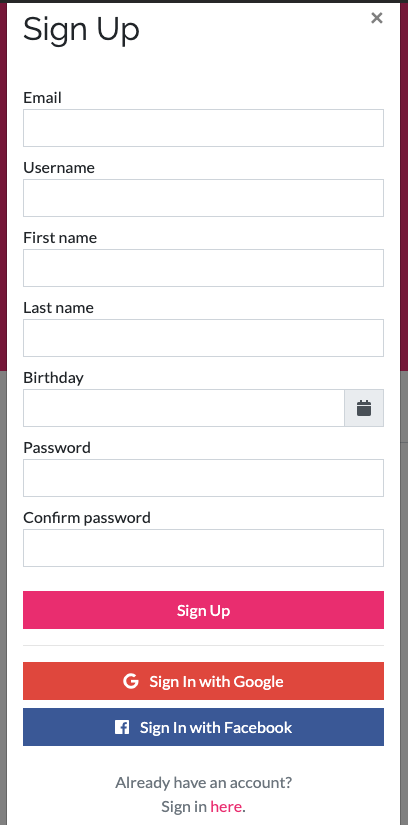 Sign Up
×
Email
Username
First name
Last name
Birthday
Password
Confirm password
Sign Up
Sign In with Google
Sign In with Facebook
Already have an account?
Sign in here.